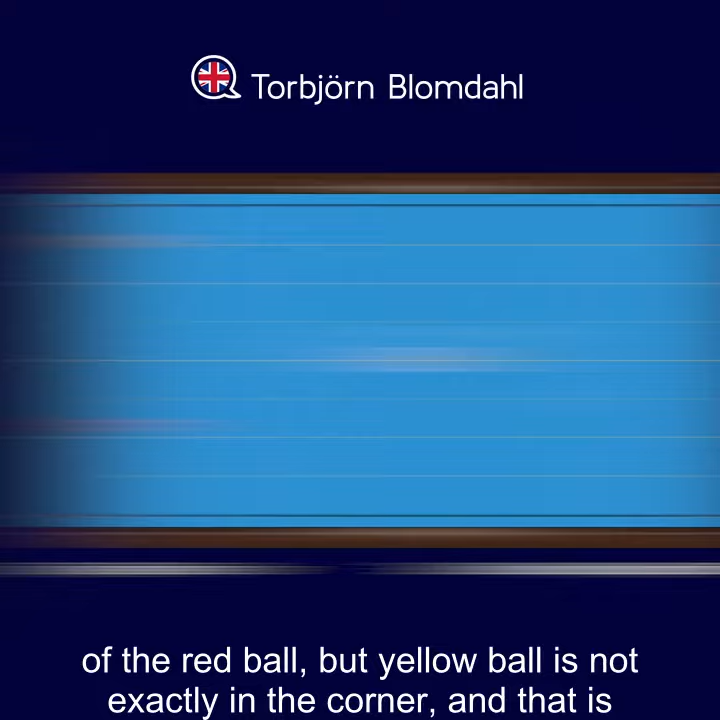 Torbjörn Blomdahl
of the red ball, but yellow ball is not
exactly in the corner, and that is